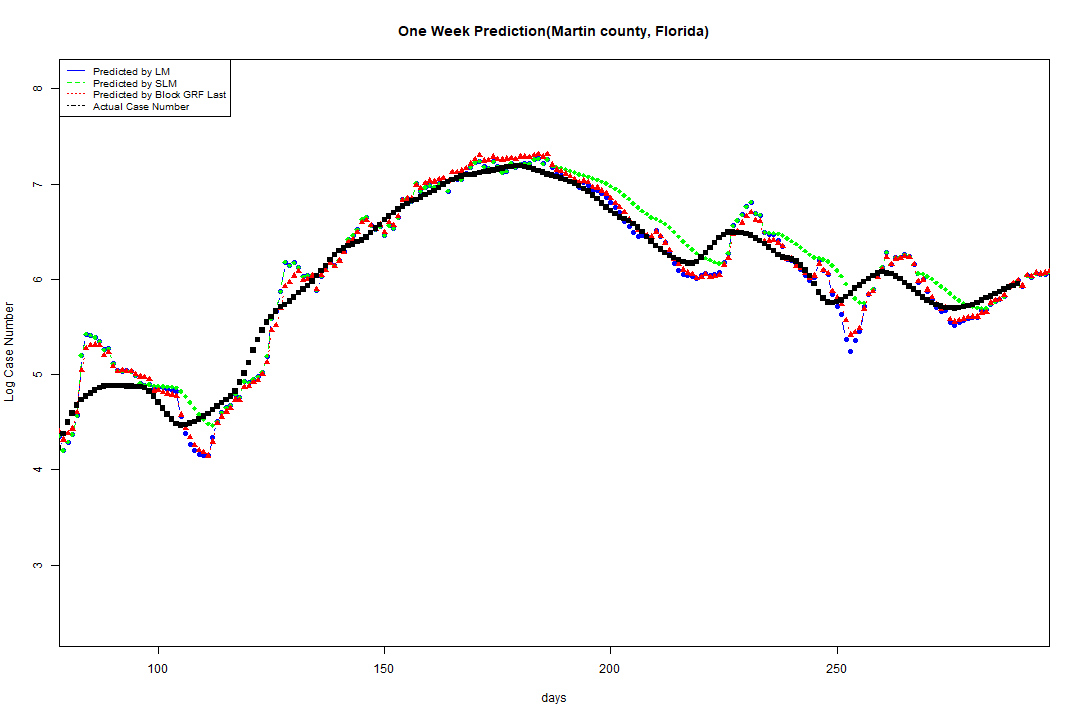 One Week Prediction(Martin county, Florida)
Predicted by LM
Predicted by SLM
Predicted by Block GRF Last
Actual Case Number
8
7
6
5
4
3
Log Case Number
100 150 200 250
days